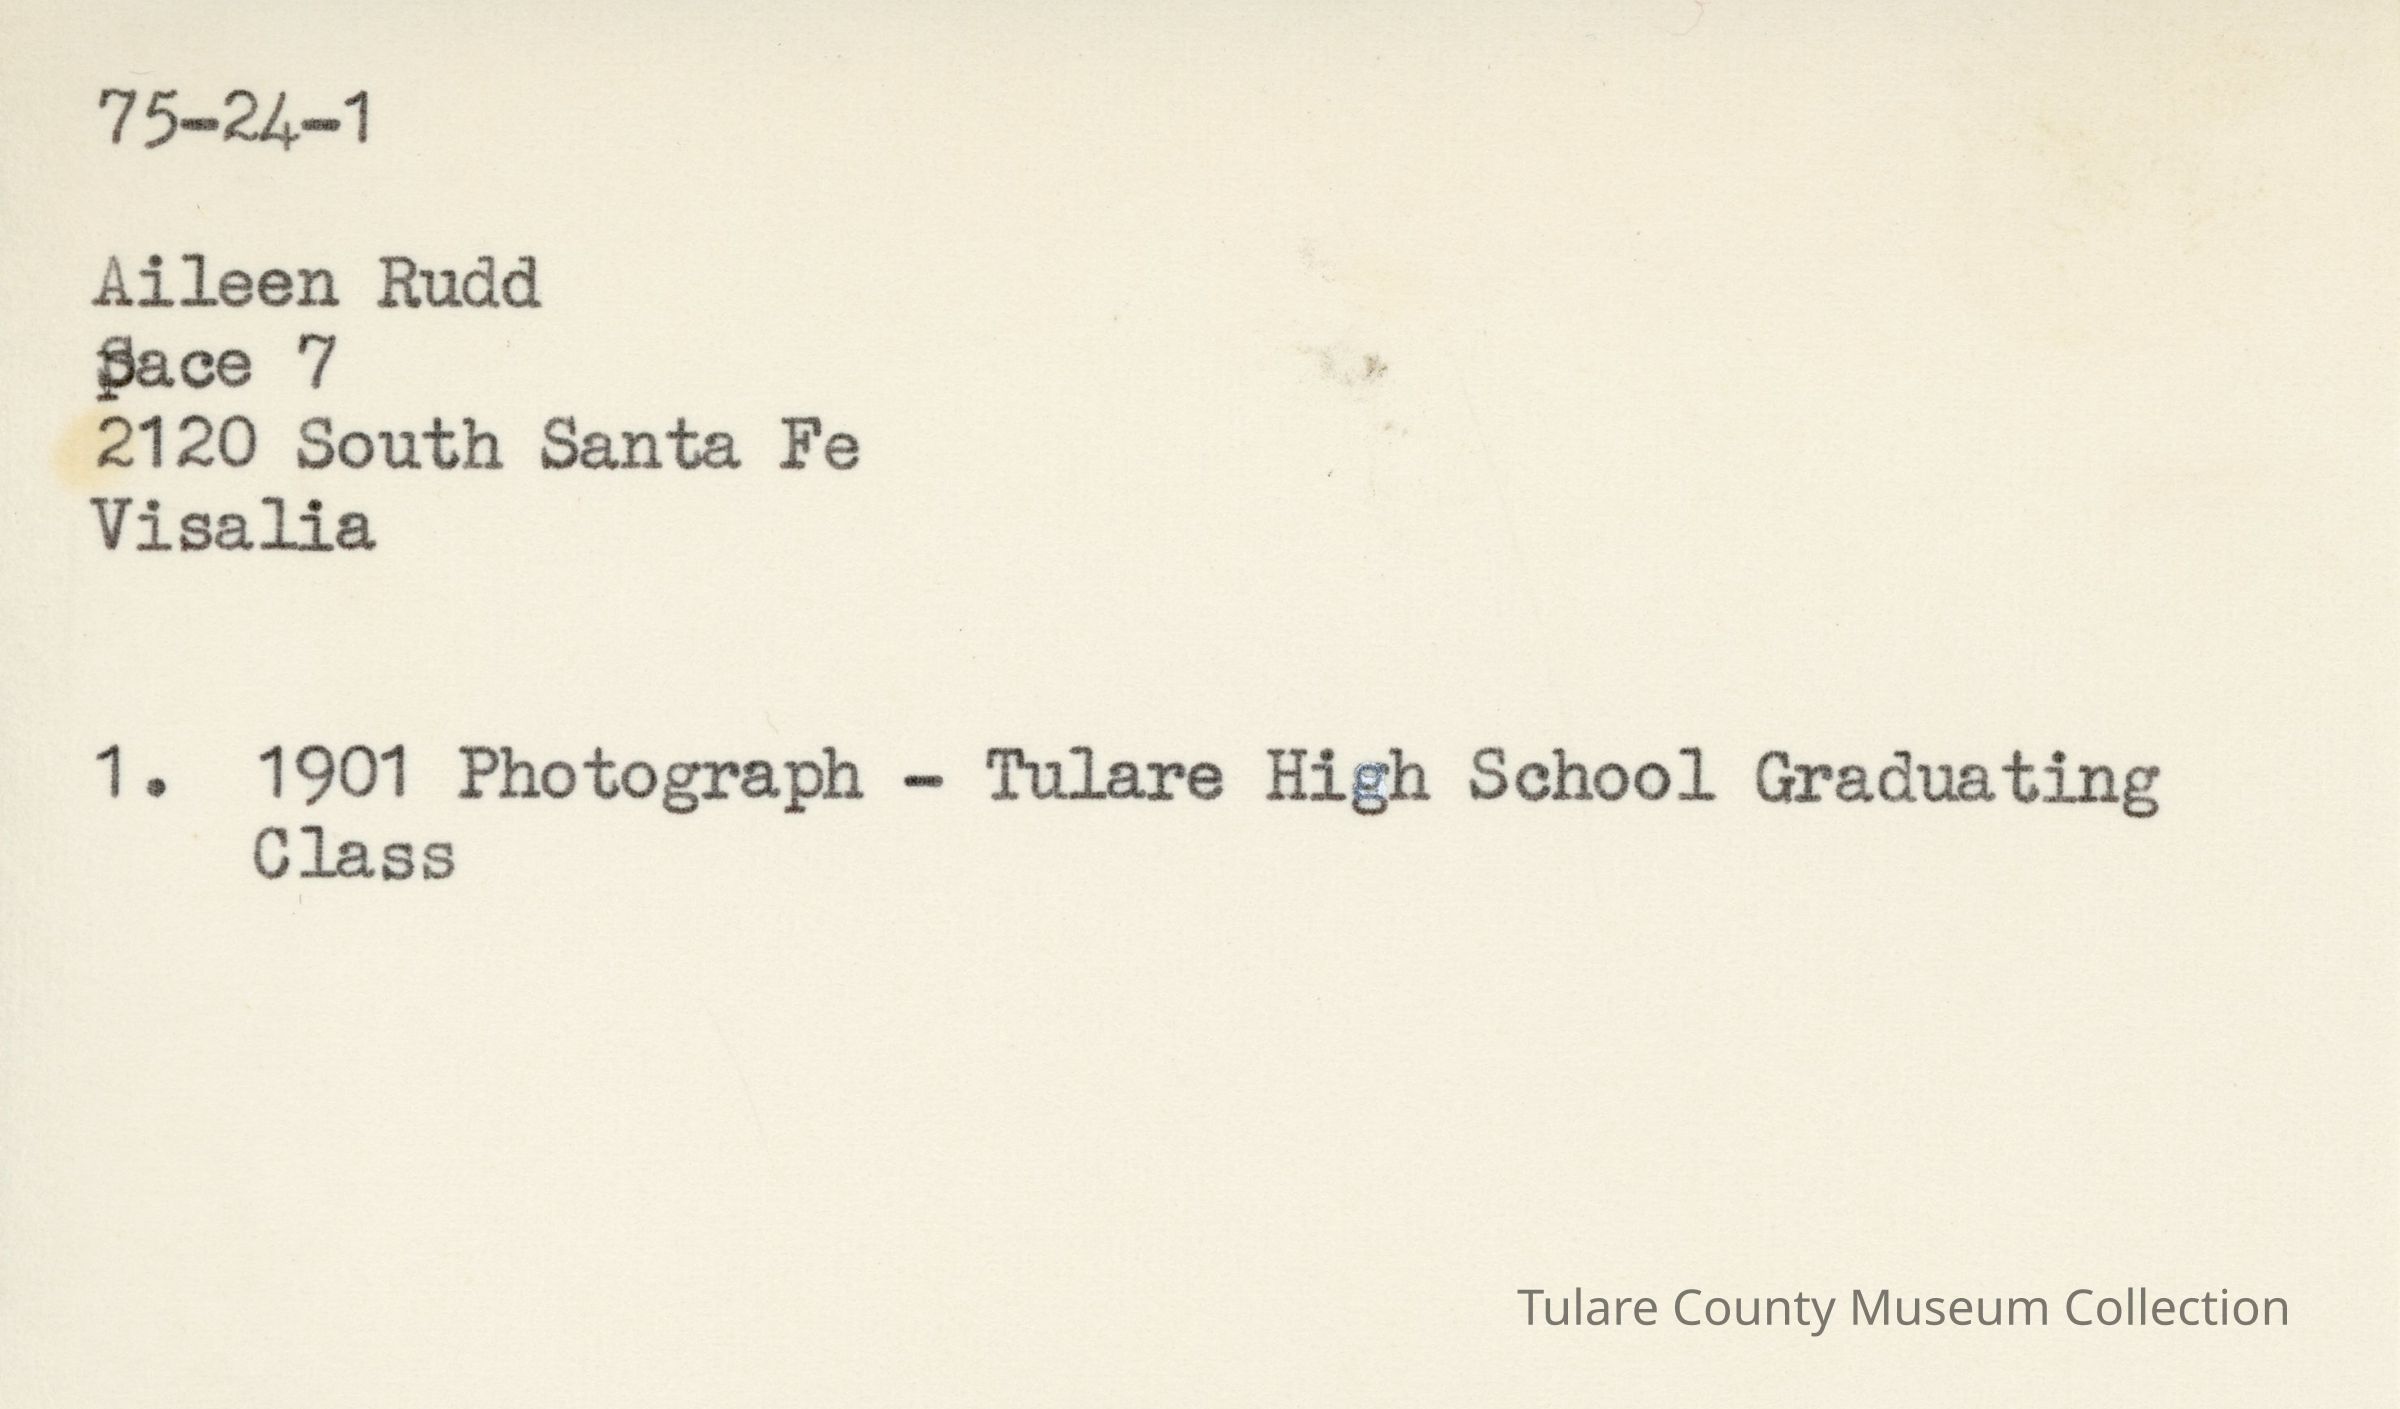 75-24-1
Aileen Rudd
Space 7
2120 South Santa Fe
Visalia
1. 1901 Photograph - Tulare High School Graduating
Class
Tulare County Museum Collection